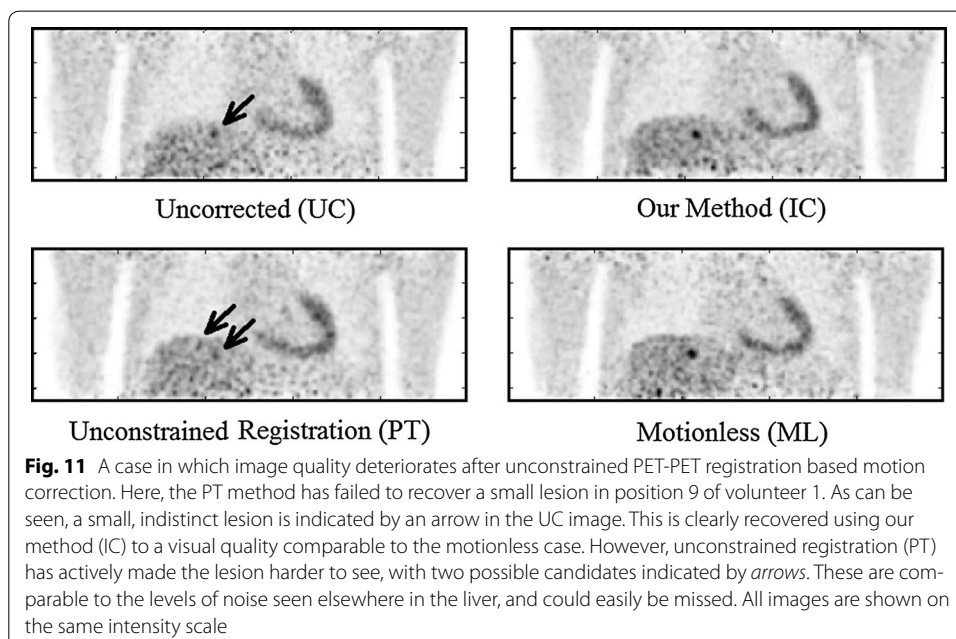 Uncorrected (UC)
Our Method (IC)
Unconstrained Registration (PT)
Motionless (ML)
Fig. 11 A case in which image quality deteriorates after unconstrained PET-PET registration based motion
correction. Here, the PT method has failed to recover a small lesion in position 9 of volunteer 1. As can be
seen, a small, indistinct lesion is indicated by an arrow in the UC image. This is clearly recovered using our
method (IC) to a visual quality comparable to the motionless case. However, unconstrained registration (PT)
has actively made the lesion harder to see, with two possible candidates indicated by arrows. These are com-
parable to the levels of noise seen elsewhere in the liver, and could easily be missed. All images are shown on
the same intensity scale